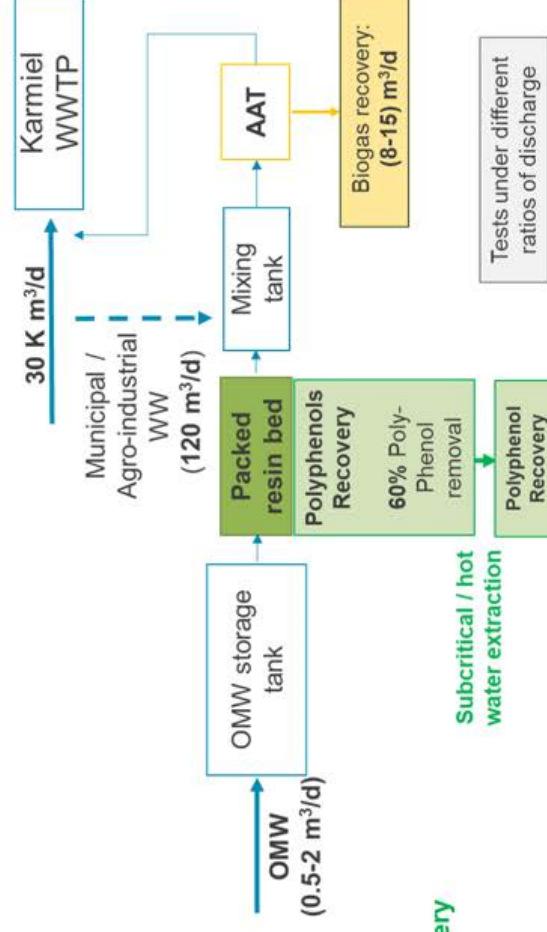 30 K m³/d
Karmiel
WWTP
Municipal /
Agro-industrial
WW
(120 m³/d)
OMW
(0.5-2 m³/d)
OMW storage
tank
Packed
resin bed
Mixing
tank
AAT
Polyphenols
Recovery
60% Poly-
Phenol
removal
Biogas recovery:
(8-15) m³/d
Subcritical / hot
water extraction
Polyphenol
Recovery
Tests under different
ratios of discharge